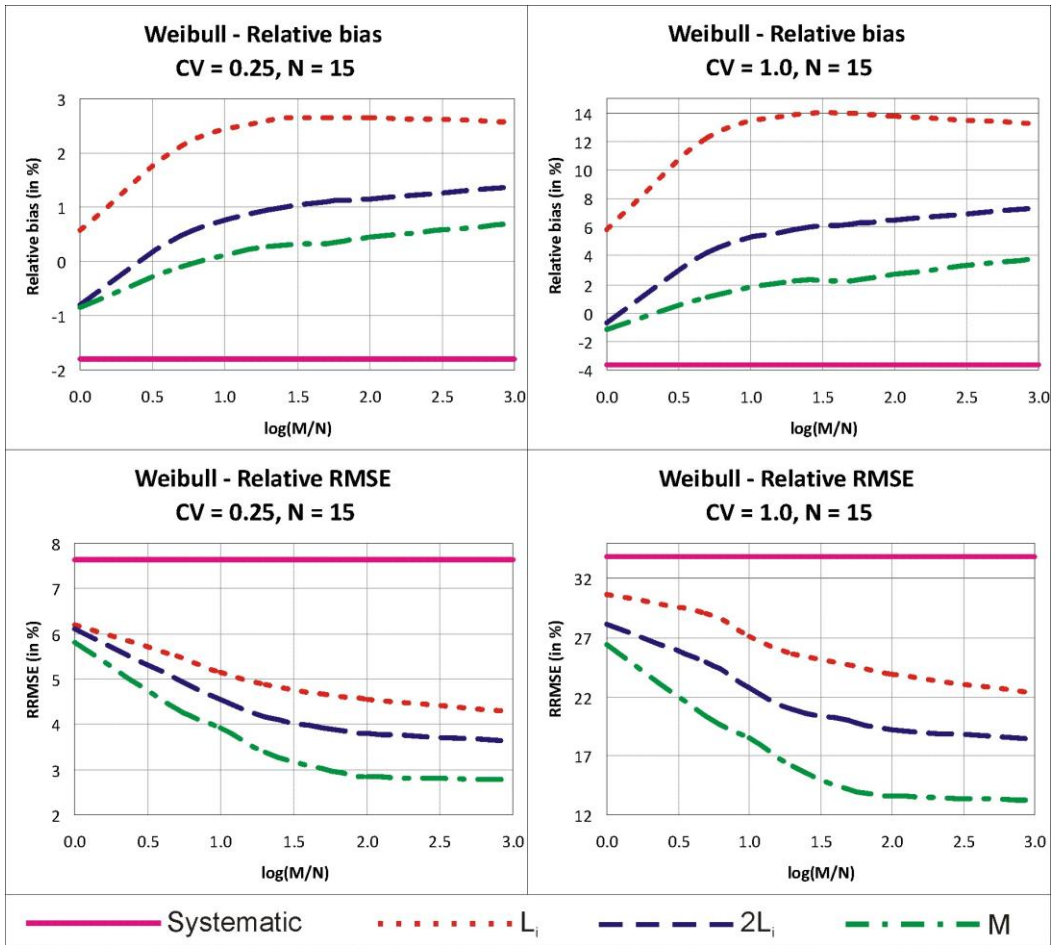 Weibull - Relative bias
CV = 0.25, N = 15
Relative bias (in %)
3
2
1
0
-1
-2
0.0 0.5 1.0 1.5 2.0 2.5 3.0
log(M/N)
Weibull - Relative bias
CV = 1.0, N = 15
Relative bias (in %)
14
12
10
8
6
4
2
0
-2
-4
0.0 0.5 1.0 1.5 2.0 2.5 3.0
log(M/N)
Weibull - Relative RMSE
CV = 0.25, N = 15
RRMSE (in %)
8
7
6
5
4
3
2
0.0 0.5 1.0 1.5 2.0 2.5 3.0
log(M/N)
Weibull - Relative RMSE
CV = 1.0, N = 15
RRMSE (in %)
32
27
22
17
12
0.0 0.5 1.0 1.5 2.0 2.5 3.0
log(M/N)
Systematic Lᵢ 2Lᵢ M